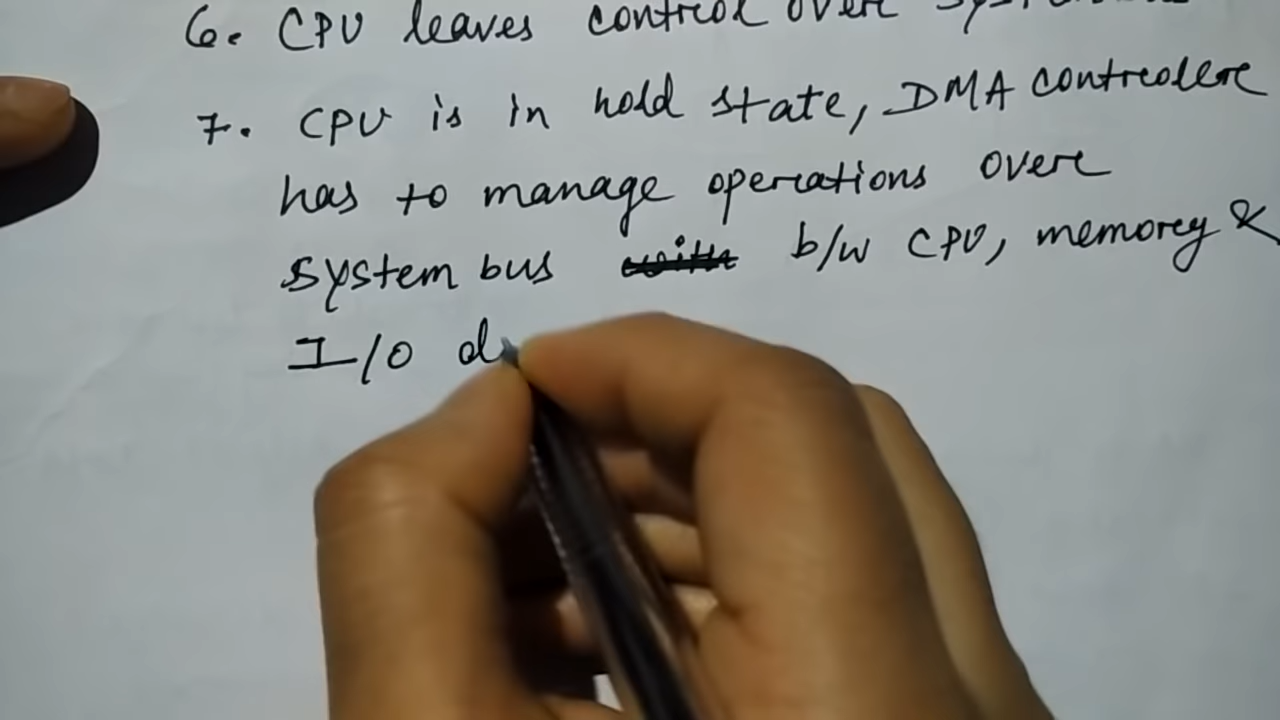 6. CPU leaves control over
7. CPU is in hold state, DMA controller
has to manage operations over
system bus b/w CPU, memory &
I/O d